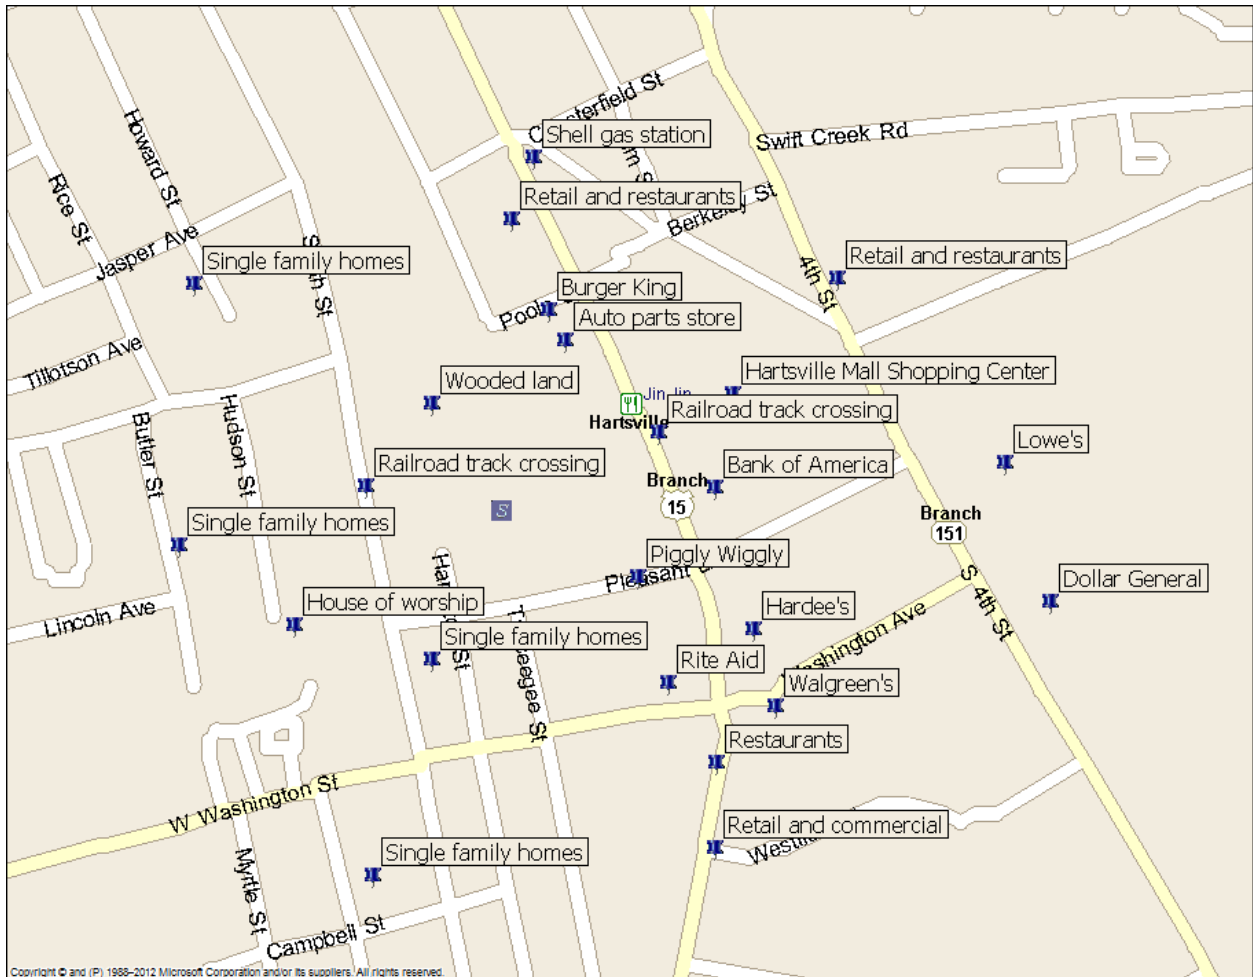 Chesterfield St
Shell gas station
Swift Creek Rd
Howard St
Rice St
Retail and restaurants
Berkeley St
Jasper Ave
Single family homes
4th St
Retail and restaurants
Burger King
Auto parts store
Tillotson Ave
Wooded land
Hartsville Mall Shopping Center
Jin Jin
Railroad track crossing
Hartsville
Butler St
Hudson St
Railroad track crossing
Bank of America
Lowe's
Branch
15
S
Branch
151
Single family homes
Piggly Wiggly
Pleasant
Dollar General
S 4th St
Lincoln Ave
House of worship
Hardee's
Washington Ave
Single family homes
Rite Aid
Walgreen's
Restaurants
W Washington St
Retail and commercial
Single family homes
Myrtle St
Campbell St
Copyright © and (P) 1988–2012 Microsoft Corporation and/or its suppliers. All rights reserved.